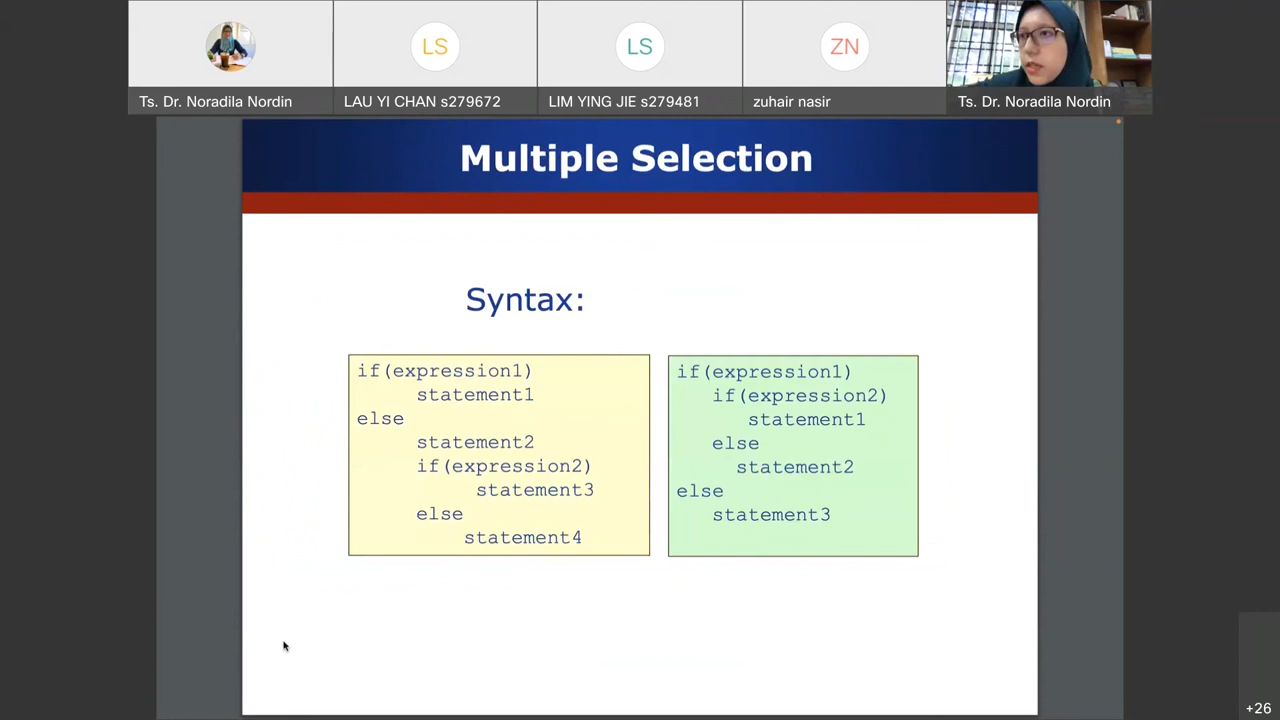 LS
LS
ZN
Ts. Dr. Noradila Nordin
LAU YI CHAN s279672
LIM YING JIE s279481
zuhair nasir
Ts. Dr. Noradila Nordin
Multiple Selection
Syntax:
if(expression1)
statement1
else
statement2
if(expression2)
statement3
else
statement4
if(expression1)
if(expression2)
statement1
else
statement2
else
statement3
+26